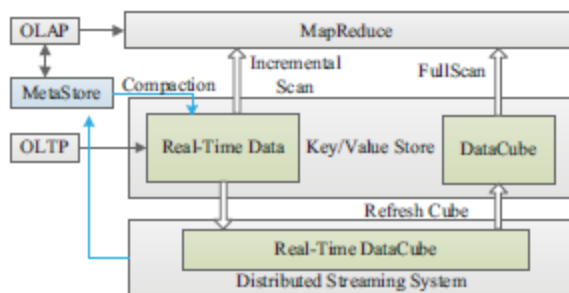 OLAP
MapReduce
Incremental
Scan
FullScan
MetaStore
Compaction
OLTP
Real-Time Data
Key/Value Store
DataCube
Refresh Cube
Real-Time DataCube
Distributed Streaming System